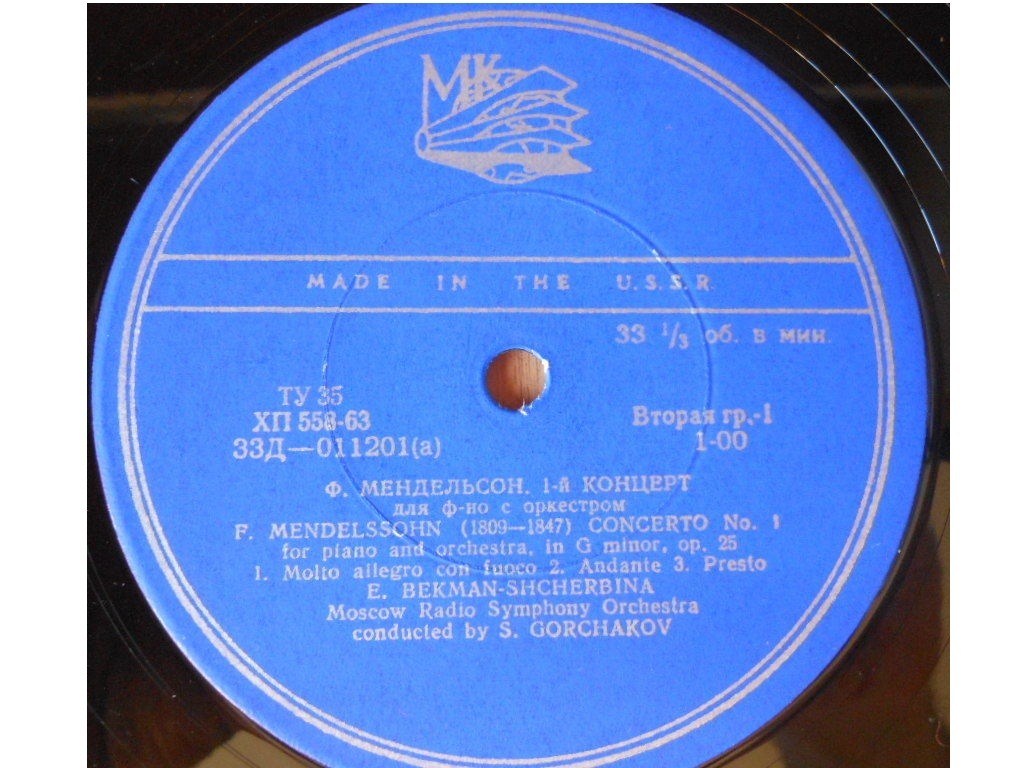 МК
MADE IN THE U.S.S.R.
33 1/3 об. в мин.
ТУ 35
ХП 558-63
33Д—011201(а)
Вторая гр.-1
1-00
Ф. МЕНДЕЛЬСОН. 1-й КОНЦЕРТ
для ф-но с оркестром
F. MENDELSSOHN (1809—1847) CONCERTO No. 1
for piano and orchestra, in G minor, op. 25
1. Molto allegro con fuoco 2. Andante 3. Presto
E. BEKMAN-SHCHERBINA
Moscow Radio Symphony Orchestra
conducted by S. GORCHAKOV